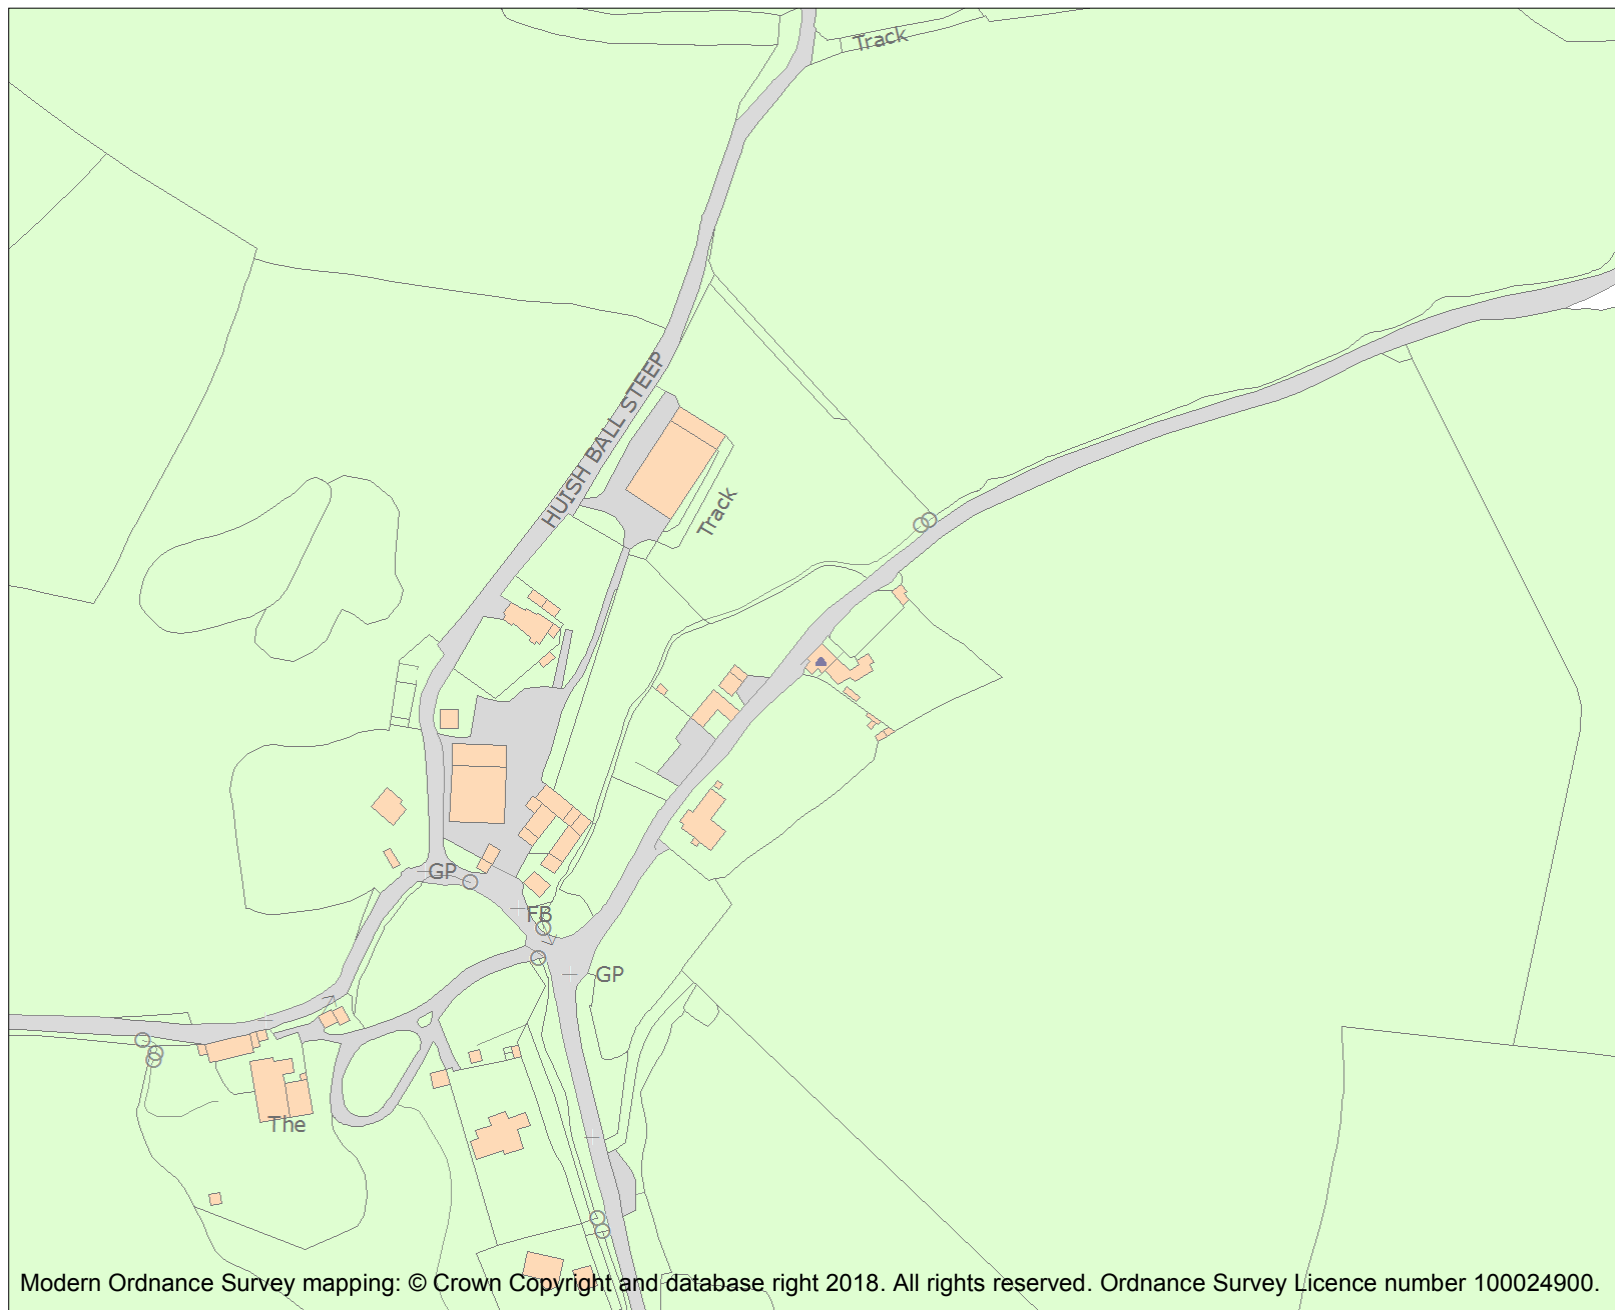 Track
HUISH BALL STEEP
Track
GP
FB
GP
The
Modern Ordnance Survey mapping: © Crown Copyright and database right 2018. All rights reserved. Ordnance Survey Licence number 100024900.